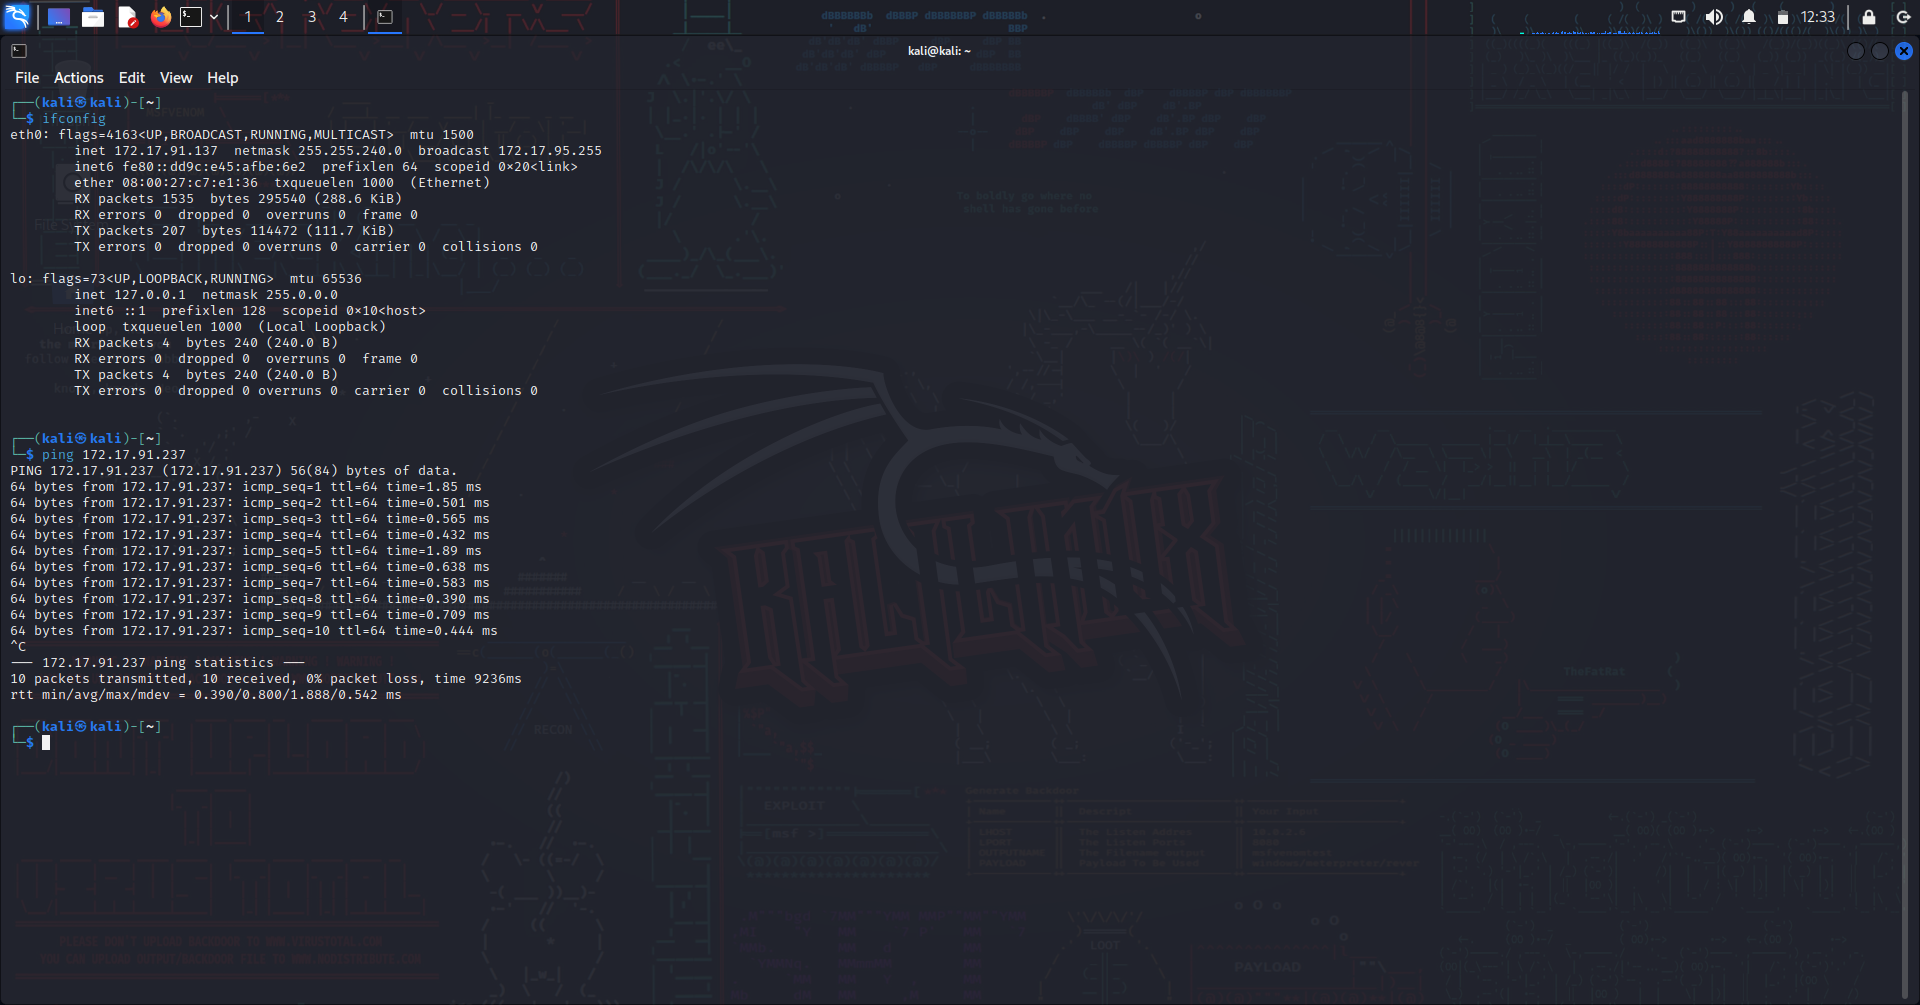 1 2 3 4 12:33
kali@kali: ~
File Actions Edit View Help
┌──(kali㉿kali)-[~]
└─$ ifconfig
eth0: flags=4163<UP,BROADCAST,RUNNING,MULTICAST>  mtu 1500
        inet 172.17.91.137  netmask 255.255.240.0  broadcast 172.17.95.255
        inet6 fe80::dd9c:e45:afbe:6e2  prefixlen 64  scopeid 0×20<link>
        ether 08:00:27:c7:e1:36  txqueuelen 1000  (Ethernet)
        RX packets 1535  bytes 295540 (288.6 KiB)
        RX errors 0  dropped 0  overruns 0  frame 0
        TX packets 207  bytes 114472 (111.7 KiB)
        TX errors 0  dropped 0 overruns 0  carrier 0  collisions 0
lo: flags=73<UP,LOOPBACK,RUNNING>  mtu 65536
        inet 127.0.0.1  netmask 255.0.0.0
        inet6 ::1  prefixlen 128  scopeid 0×10<host>
        loop  txqueuelen 1000  (Local Loopback)
        RX packets 4  bytes 240 (240.0 B)
        RX errors 0  dropped 0  overruns 0  frame 0
        TX packets 4  bytes 240 (240.0 B)
        TX errors 0  dropped 0 overruns 0  carrier 0  collisions 0
┌──(kali㉿kali)-[~]
└─$ ping 172.17.91.237
PING 172.17.91.237 (172.17.91.237) 56(84) bytes of data.
64 bytes from 172.17.91.237: icmp_seq=1 ttl=64 time=1.85 ms
64 bytes from 172.17.91.237: icmp_seq=2 ttl=64 time=0.501 ms
64 bytes from 172.17.91.237: icmp_seq=3 ttl=64 time=0.565 ms
64 bytes from 172.17.91.237: icmp_seq=4 ttl=64 time=0.432 ms
64 bytes from 172.17.91.237: icmp_seq=5 ttl=64 time=1.89 ms
64 bytes from 172.17.91.237: icmp_seq=6 ttl=64 time=0.638 ms
64 bytes from 172.17.91.237: icmp_seq=7 ttl=64 time=0.583 ms
64 bytes from 172.17.91.237: icmp_seq=8 ttl=64 time=0.390 ms
64 bytes from 172.17.91.237: icmp_seq=9 ttl=64 time=0.709 ms
64 bytes from 172.17.91.237: icmp_seq=10 ttl=64 time=0.444 ms
^C
--- 172.17.91.237 ping statistics ---
10 packets transmitted, 10 received, 0% packet loss, time 9236ms
rtt min/avg/max/mdev = 0.390/0.800/1.888/0.542 ms
┌──(kali㉿kali)-[~]
└─$
to boldly go where no
shell has gone before
KALI LINUX
TheFatRat
RECON
EXPLOIT
[msf >]
LOOT
PAYLOAD